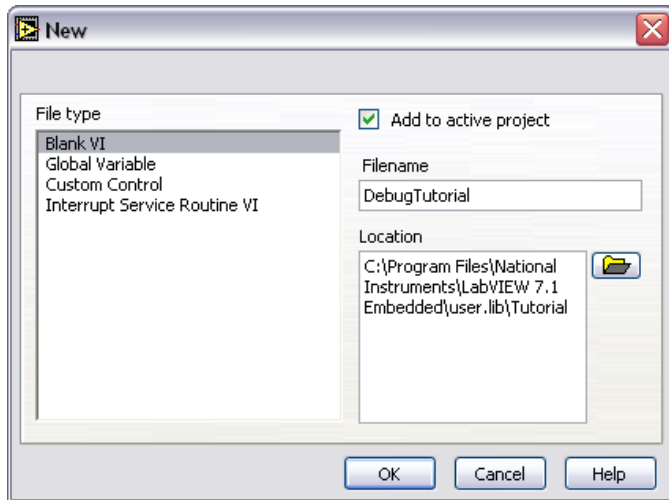 New
File type
Blank VI
Global Variable
Custom Control
Interrupt Service Routine VI
Add to active project
Filename
DebugTutorial
Location
C:\Program Files\National
Instruments\LabVIEW 7.1
Embedded\user.lib\Tutorial
OK
Cancel
Help